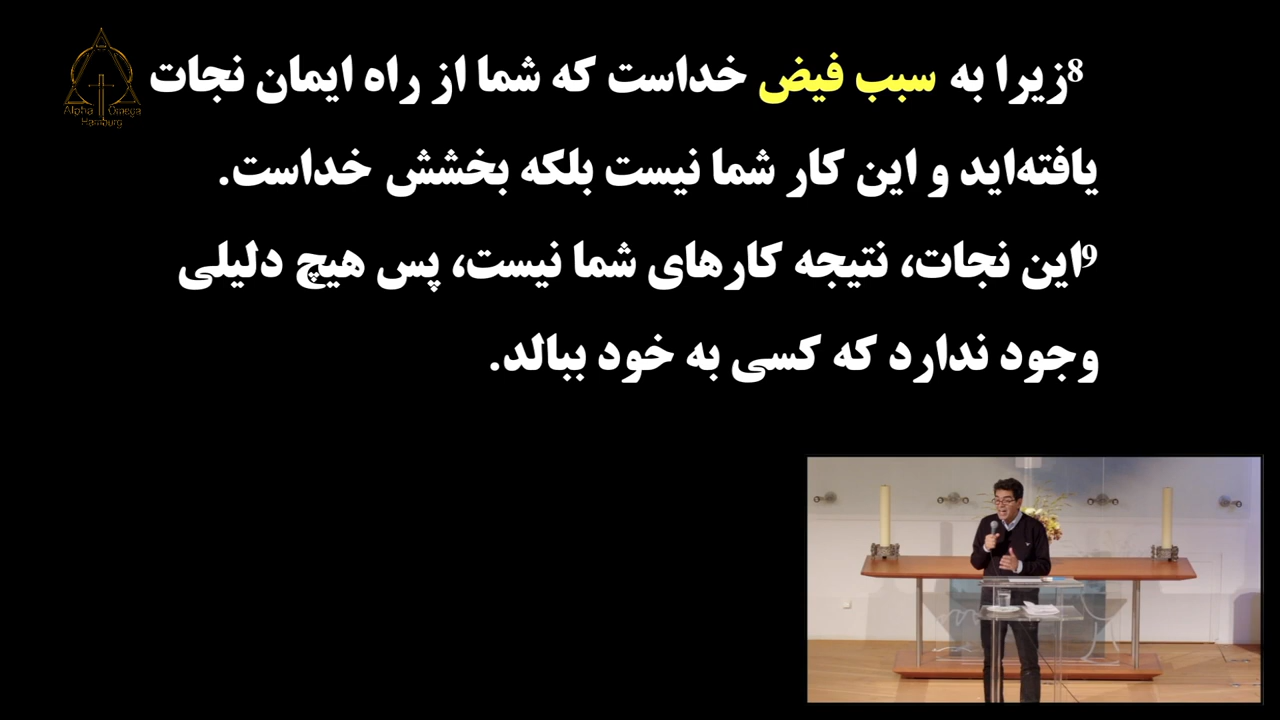 8زیرا به سبب فیض خداست که شما از راه ایمان نجات
یافته‌اید و این کار شما نیست بلکه بخشش خداست.
9این نجات، نتیجه کارهای شما نیست، پس هیچ دلیلی
وجود ندارد که کسی به خود ببالد.
Alpha Omega
Hamburg